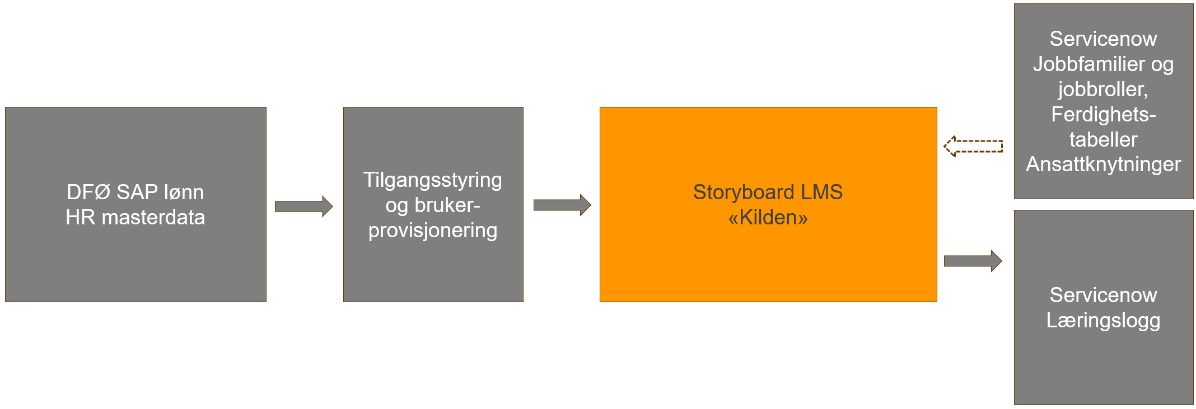 DFØ SAP lønn
HR masterdata
Tilgangsstyring
og bruker-
provisjonering
Storyboard LMS
«Kilden»
Servicenow
Jobbfamilier og
jobbroller,
Ferdighets-
tabeller
Ansattknytninger
Servicenow
Læringslogg